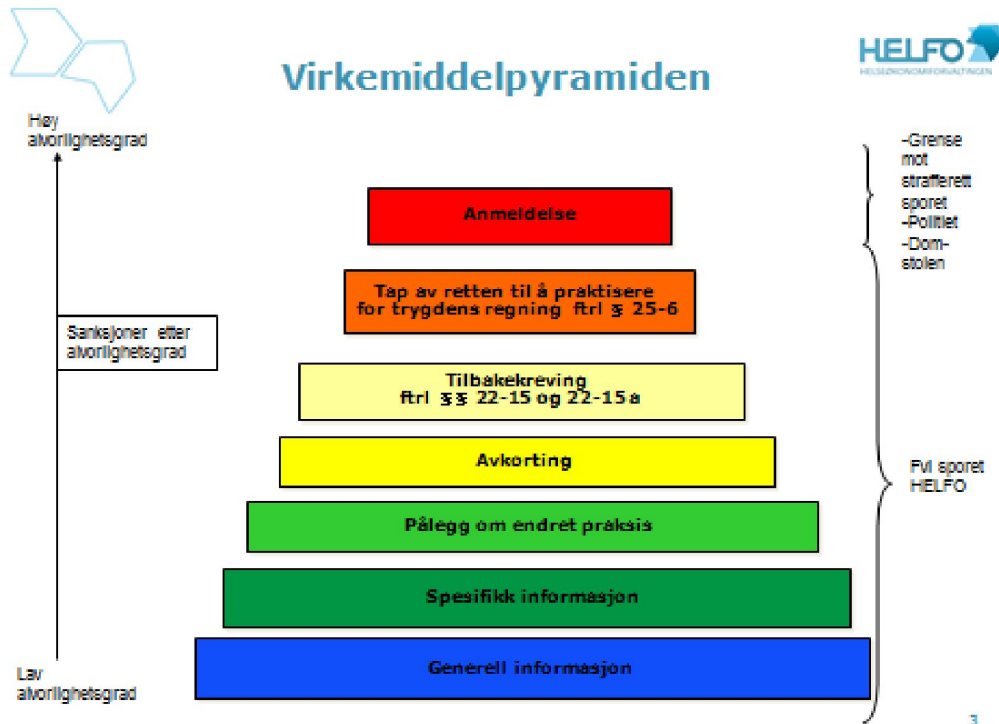 Virkemiddelpyramiden
HELFO
HELSEØKONOMIFORVALTNINGEN
Høy
alvorlighetsgrad
Anmeldelse
-Grense
mot
strafferett
sporet
-Politiet
-Dom-
stolen
Tap av retten til å praktisere
for trygdens regning ftrl § 25-6
Sanksjoner etter
alvorlighetsgrad
Tilbakekreving
ftrl §§ 22-15 og 22-15a
Avkorting
Fvl sporet
HELFO
Pålegg om endret praksis
Spesifikk informasjon
Generell informasjon
Lav
alvorlighetsgrad
3